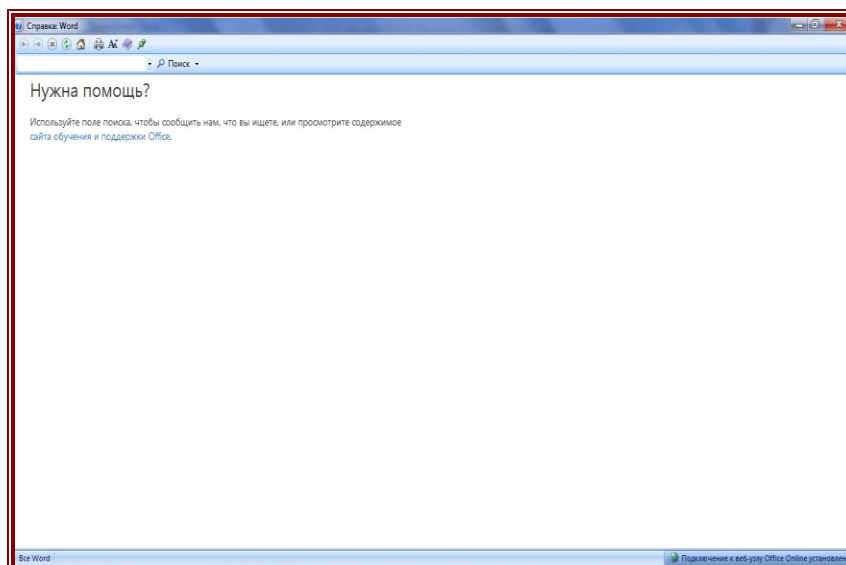 Справка: Word
Поиск
Нужна помощь?
Используйте поле поиска, чтобы сообщить нам, что вы ищете, или просмотрите содержимое
сайта обучения и поддержки Office.
Все Word
Подключение к веб-узлу Office Online установлен